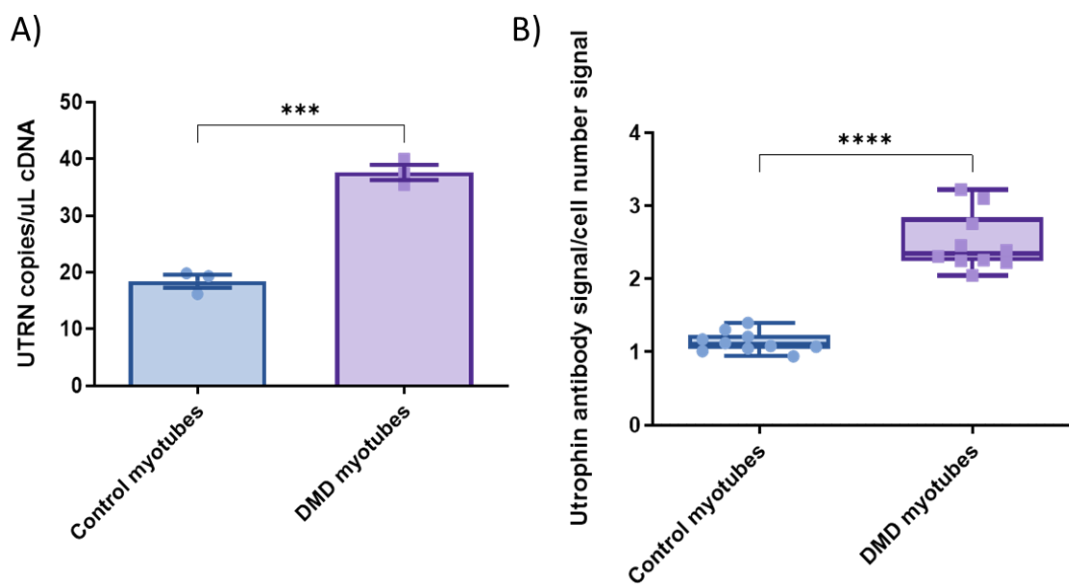 A)
UTRN copies/uL cDNA
50
40
30
20
10
0
***
Control myotubes
DMD myotubes
B)
Utrophin antibody signal/cell number signal
4
3
2
1
0
****
Control myotubes
DMD myotubes